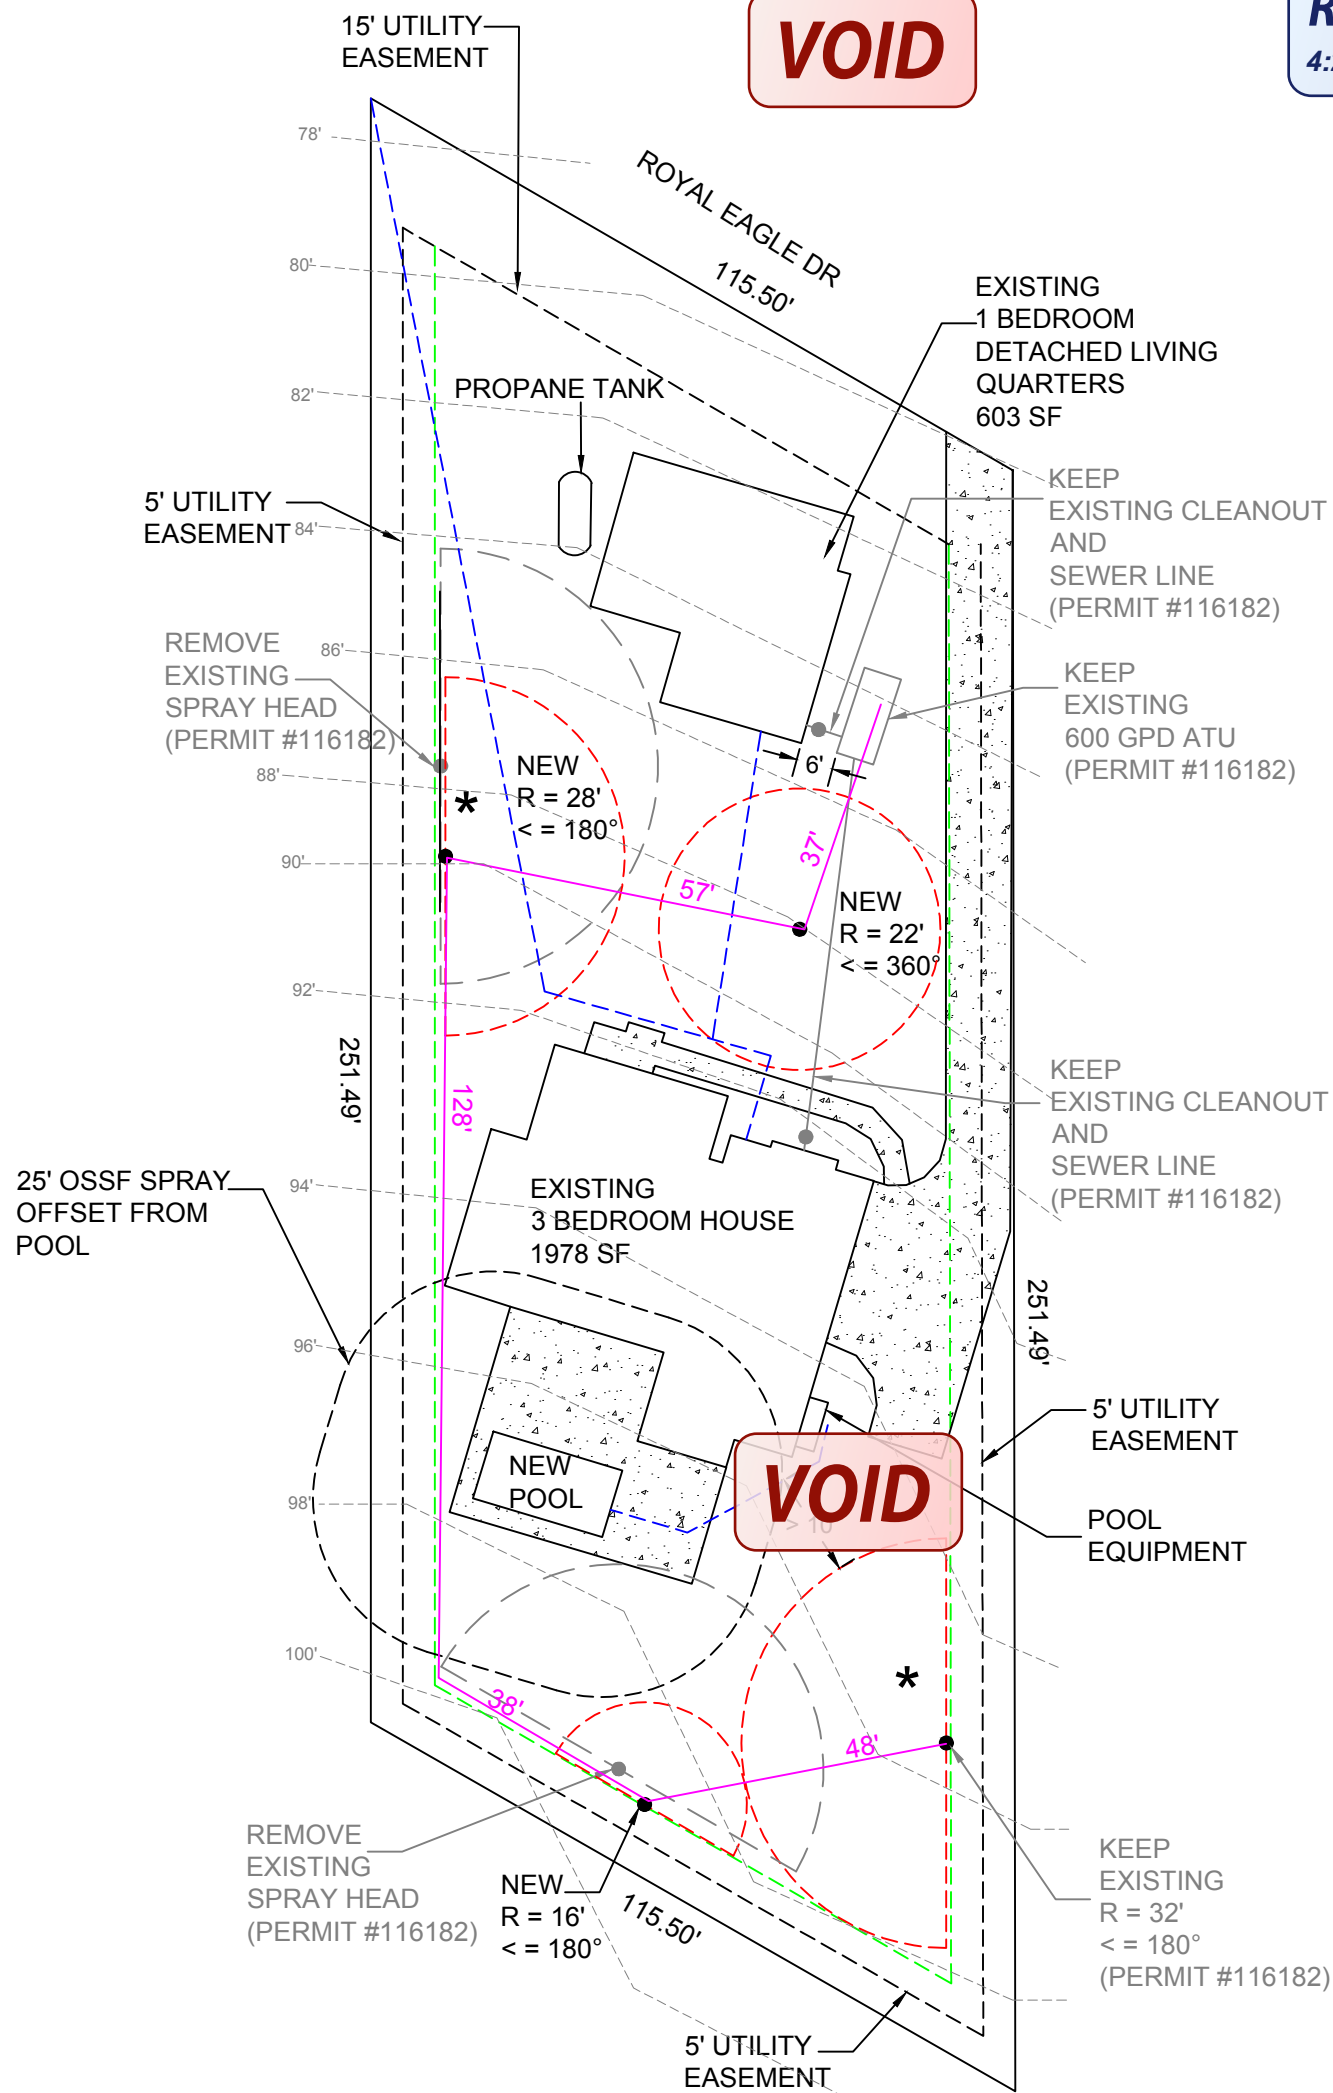 15' UTILITY
EASEMENT
VOID
78'
ROYAL EAGLE DR
115.50'
80'
EXISTING
1 BEDROOM
DETACHED LIVING
QUARTERS
603 SF
82'
PROPANE TANK
KEEP
EXISTING CLEANOUT
AND
SEWER LINE
(PERMIT #116182)
5' UTILITY
EASEMENT
84'
REMOVE
EXISTING
SPRAY HEAD
(PERMIT #116182)
86'
KEEP
EXISTING
600 GPD ATU
(PERMIT #116182)
88'
*
NEW
R = 28'
< = 180°
6'
37'
90'
57'
NEW
R = 22'
< = 360°
92'
251.49'
128'
KEEP
EXISTING CLEANOUT
AND
SEWER LINE
(PERMIT #116182)
25' OSSF SPRAY
OFFSET FROM
POOL
94'
EXISTING
3 BEDROOM HOUSE
1978 SF
251.49'
96'
5' UTILITY
EASEMENT
NEW
POOL
98'
VOID
> 10'
POOL
EQUIPMENT
100'
*
38'
48'
REMOVE
EXISTING
SPRAY HEAD
(PERMIT #116182)
NEW
R = 16'
< = 180°
115.50'
KEEP
EXISTING
R = 32'
< = 180°
(PERMIT #116182)
5' UTILITY
EASEMENT